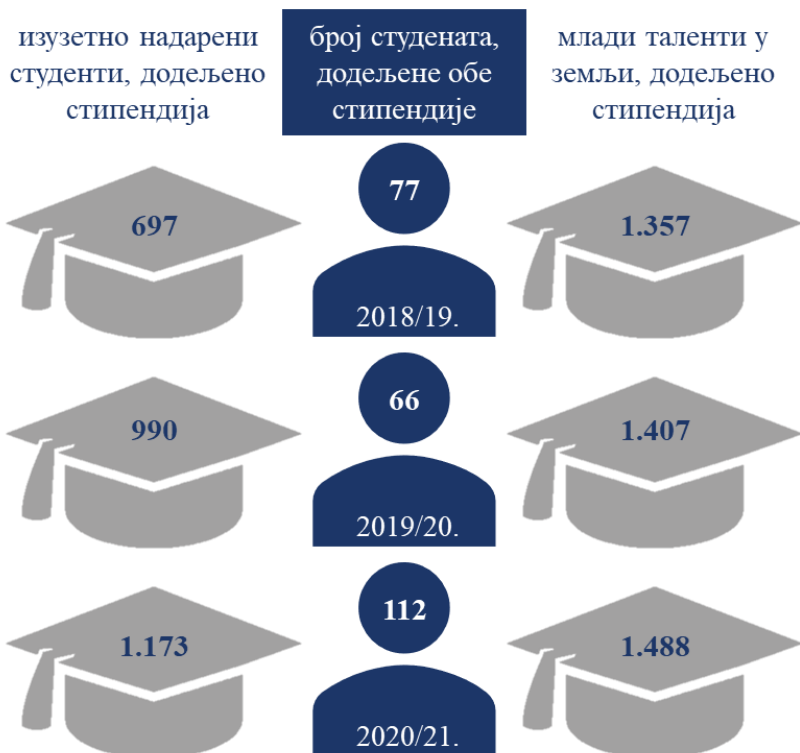 изузетно надарени
студенти, додељено
стипендија
број студената,
додељене обе
стипендије
млади таленти у
земљи, додељено
стипендија
697
77
1.357
2018/19.
990
66
1.407
2019/20.
1.173
112
1.488
2020/21.